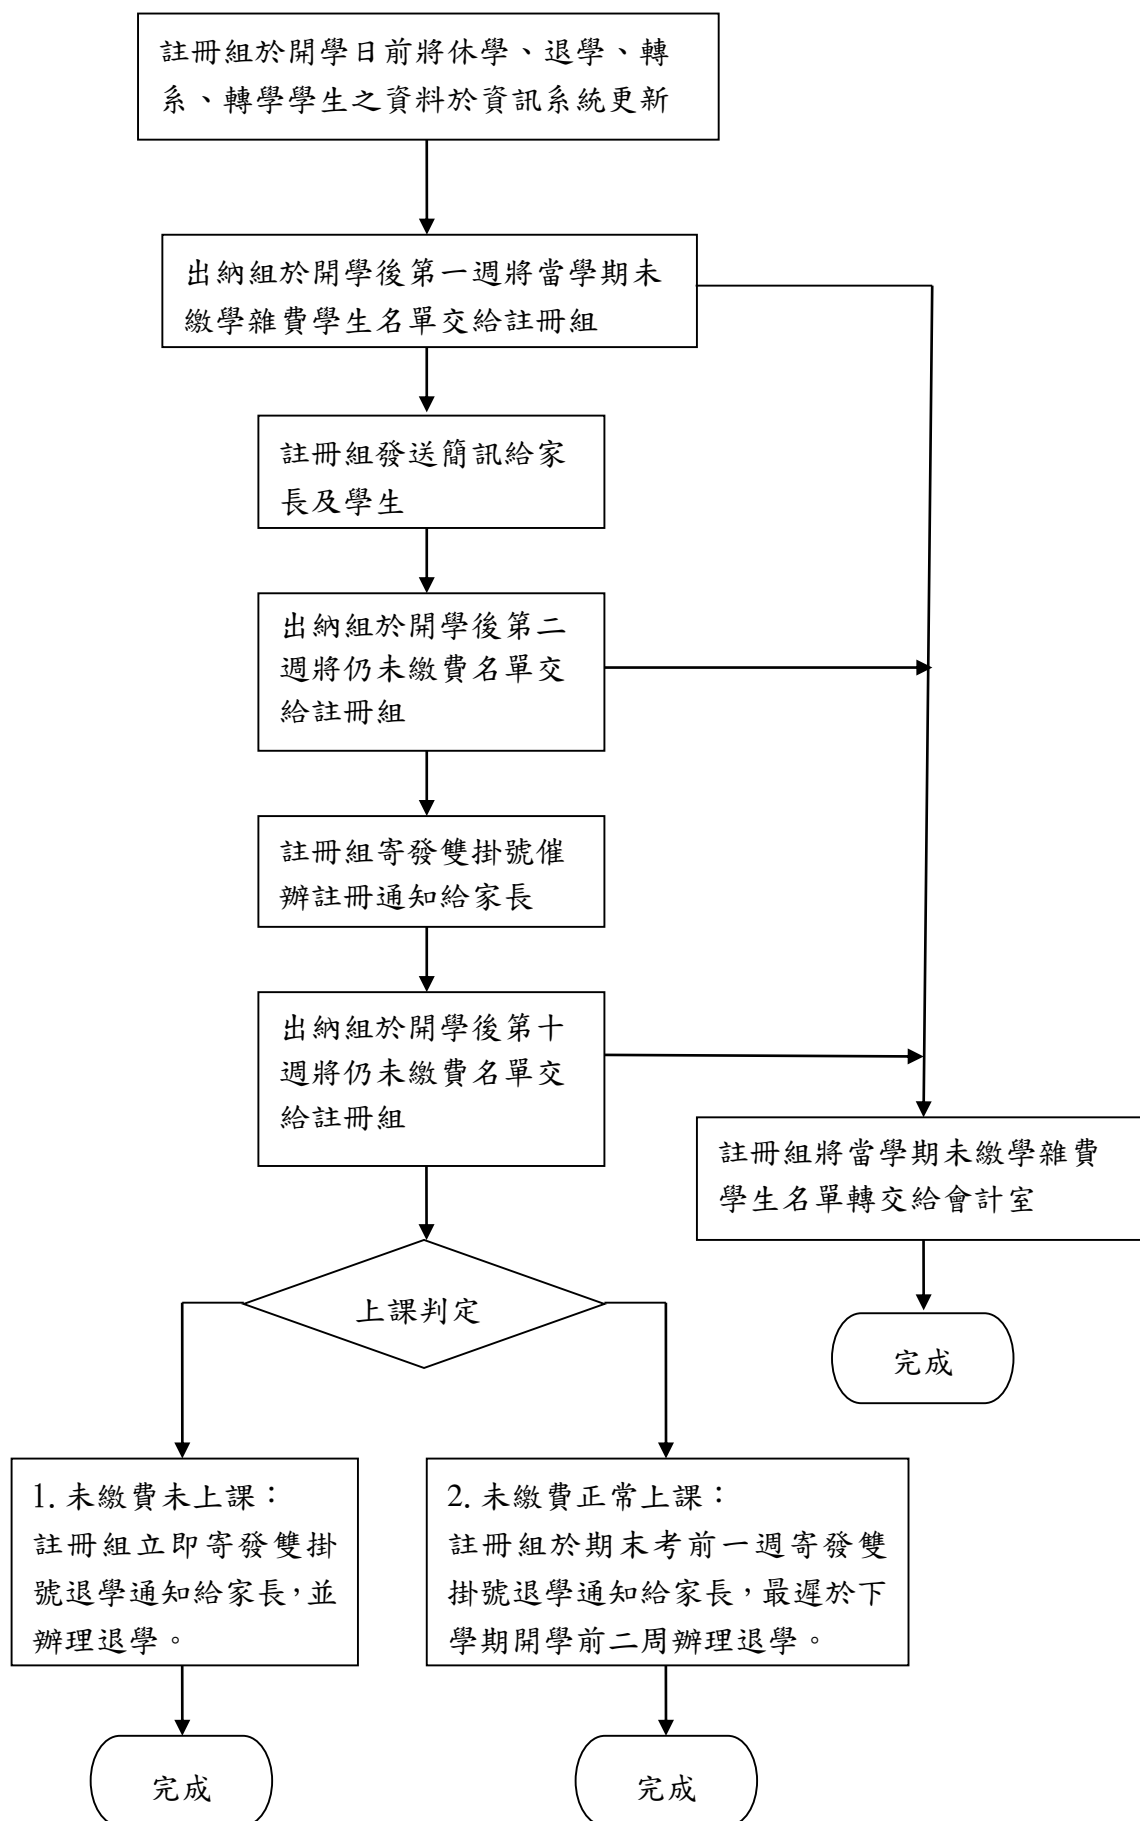 註冊組於開學日前將休學、退學、轉
系、轉學學生之資料於資訊系統更新
出納組於開學後第一週將當學期未
繳學雜費學生名單交給註冊組
註冊組發送簡訊給家
長及學生
出納組於開學後第二
週將仍未繳費名單交
給註冊組
註冊組寄發雙掛號催
辦註冊通知給家長
出納組於開學後第十
週將仍未繳費名單交
給註冊組
註冊組將當學期未繳學雜費
學生名單轉交給會計室
上課判定
完成
1. 未繳費未上課：
註冊組立即寄發雙掛
號退學通知給家長，並
辦理退學。
2. 未繳費正常上課：
註冊組於期末考前一週寄發雙
掛號退學通知給家長，最遲於下
學期開學前二周辦理退學。
完成
完成